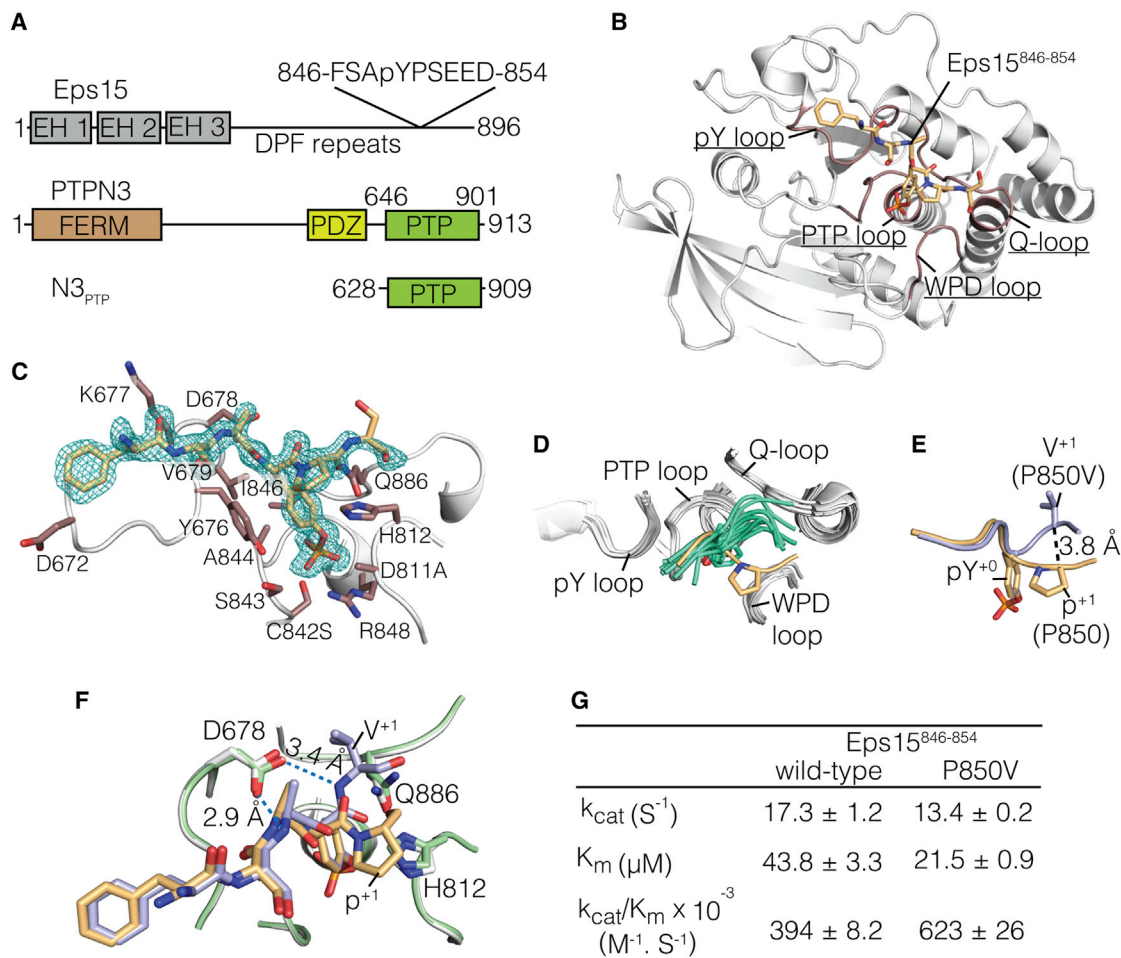 A
846-FSApYPSEED-854
Eps15
1 EH 1 EH 2 EH 3 896
DPF repeats
PTPN3 646 901
1 FERM PDZ PTP 913
N3PTP 628 PTP 909
B
Eps15846-854
pY loop
PTP loop
Q-loop
WPD loop
C
K677
D678
V679
I846
Q886
Y676
H812
A844
D672
D811A
S843
C842S
R848
D
Q-loop
PTP loop
pY loop
WPD
loop
E
V+1
(P850V)
3.8 Å
pY+0
p+1
(P850)
F
D678
V+1
3.4 Å
Q886
2.9 Å
H812
p+1
G
Eps15846-854
wild-type P850V
kcat (S-1) 17.3 ± 1.2 13.4 ± 0.2
Km (µM) 43.8 ± 3.3 21.5 ± 0.9
kcat/Km x 10-3
(M-1. S-1) 394 ± 8.2 623 ± 26